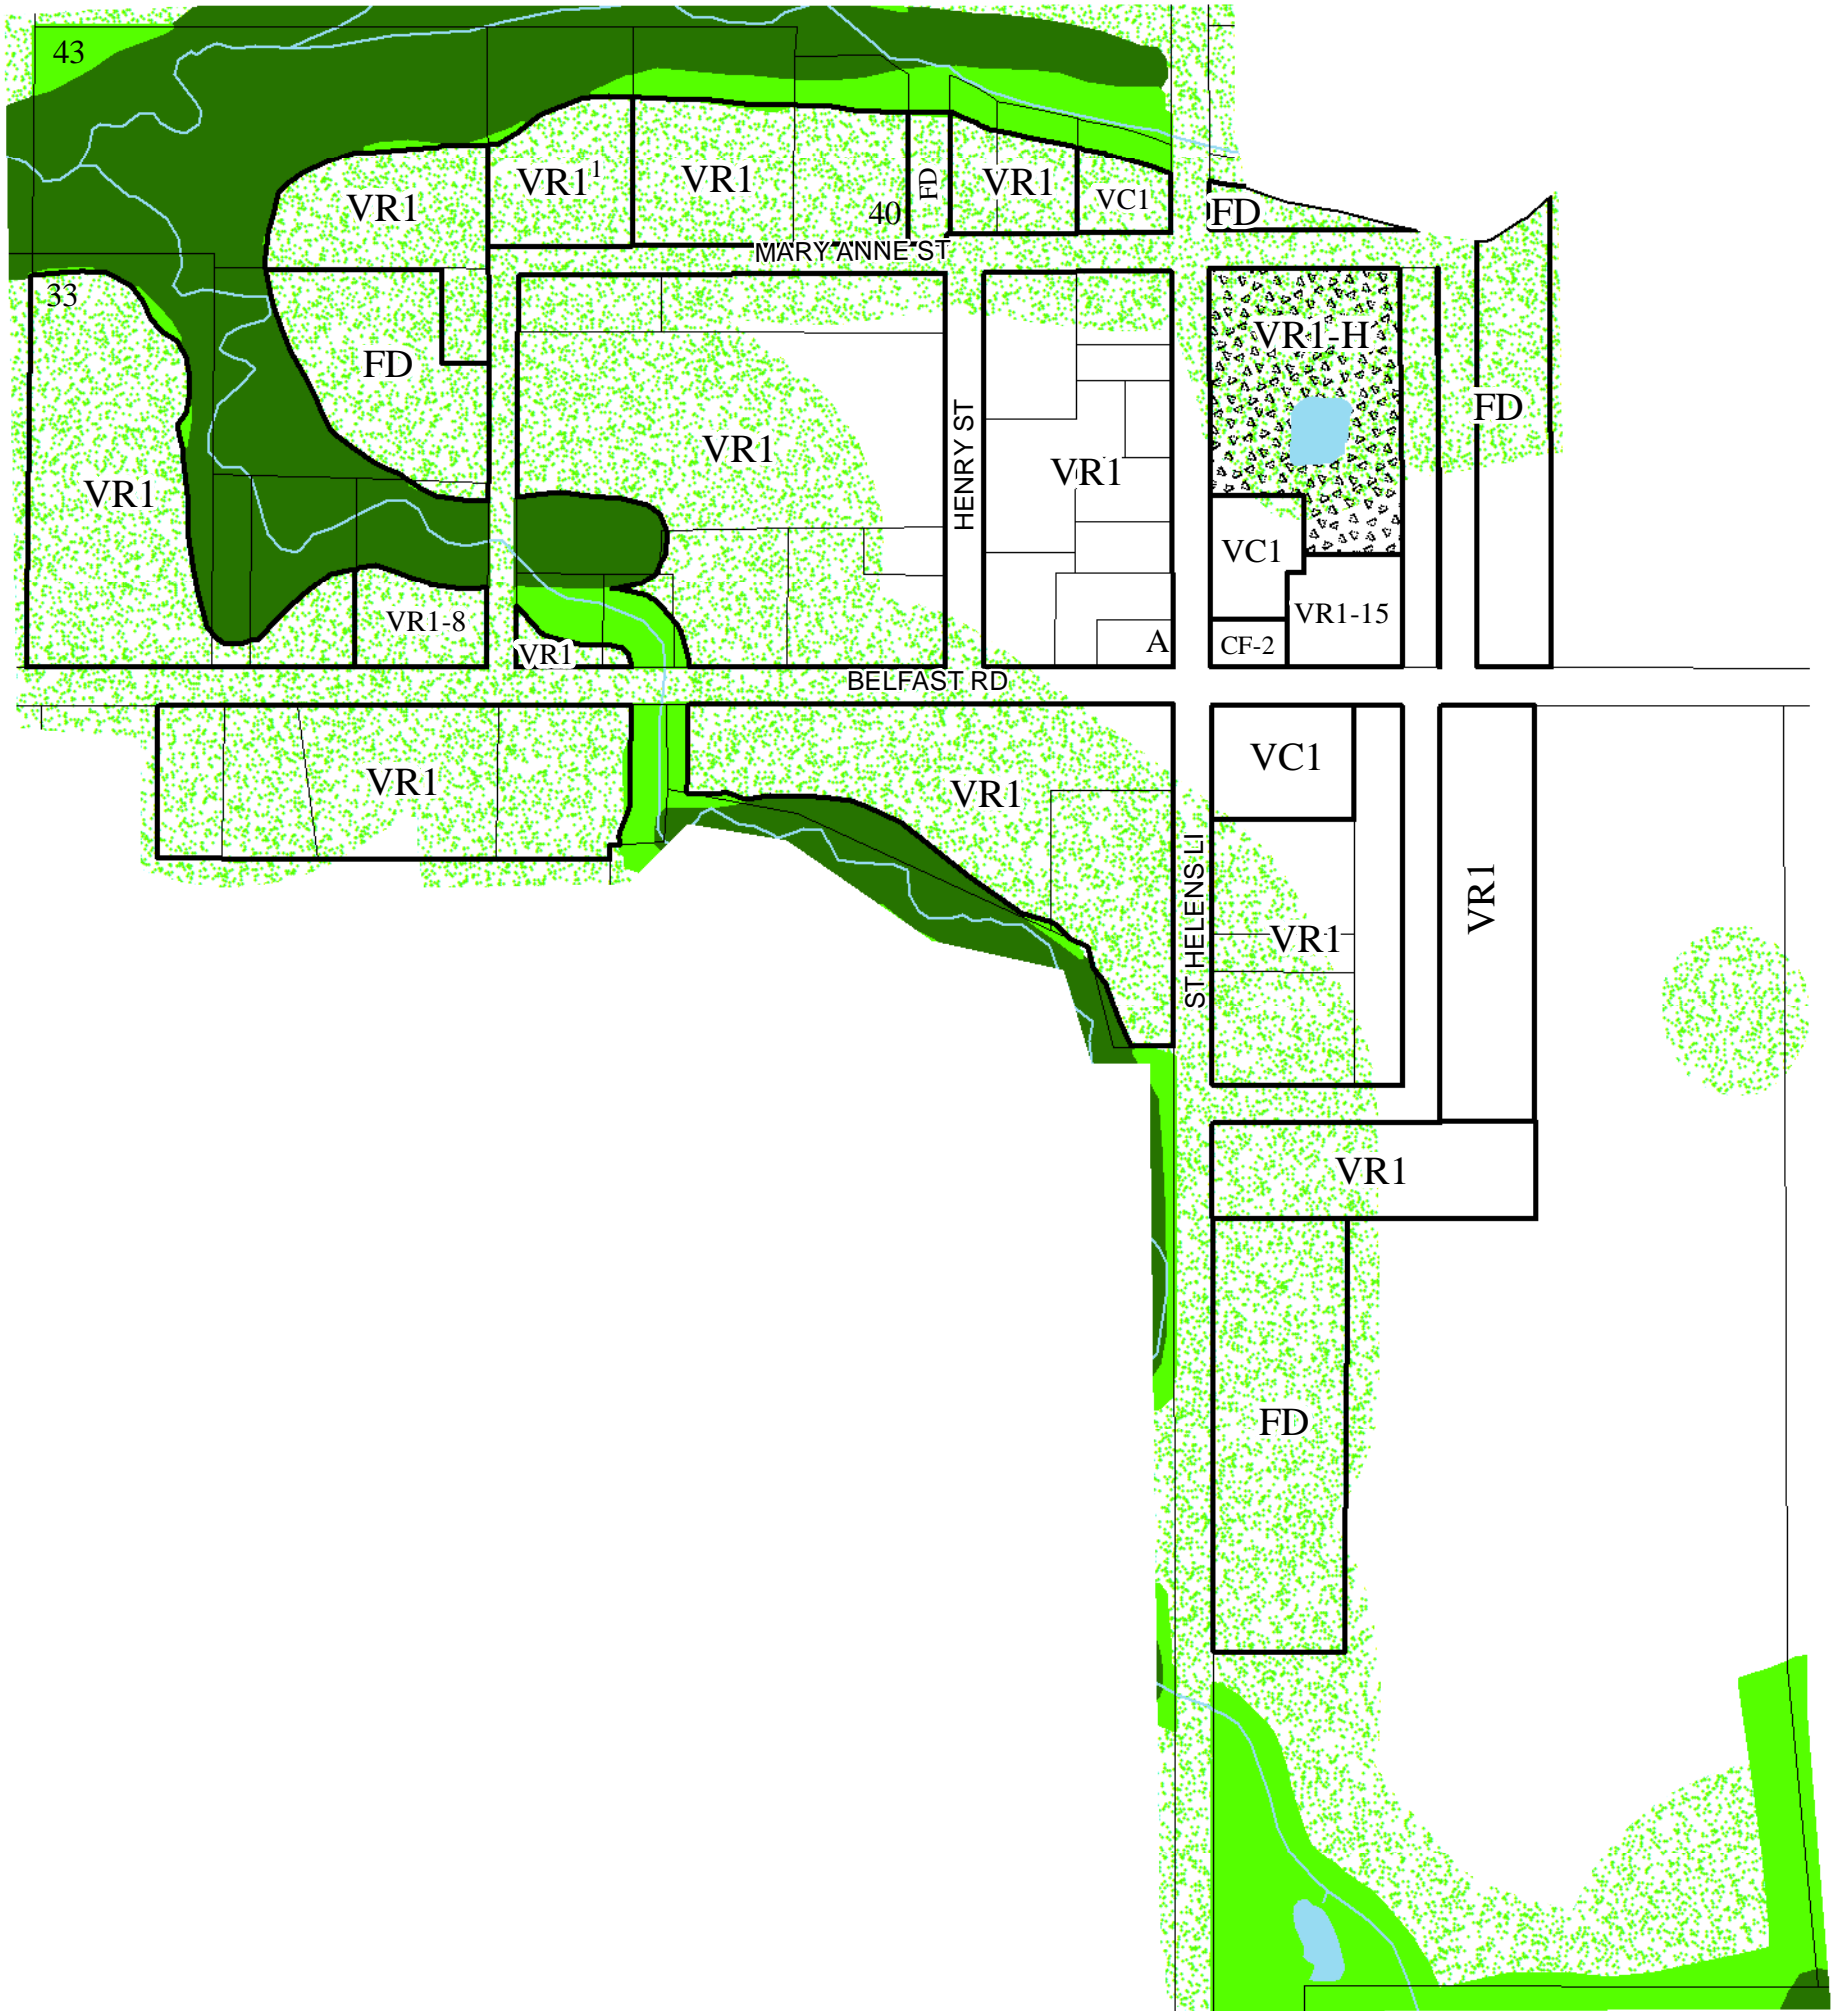 43
VR1
VR1¹
VR1
40
FD
VR1
VC1
FD
MARY ANNE ST
33
VR1
FD
VR1
HENRY ST
VR1
VR1-H
FD
VC1
VR1-15
CF-2
A
VR1-8
VR1
BELFAST RD
VR1
VR1
ST HELENS LI
VC1
VR1
VR1
VR1
FD